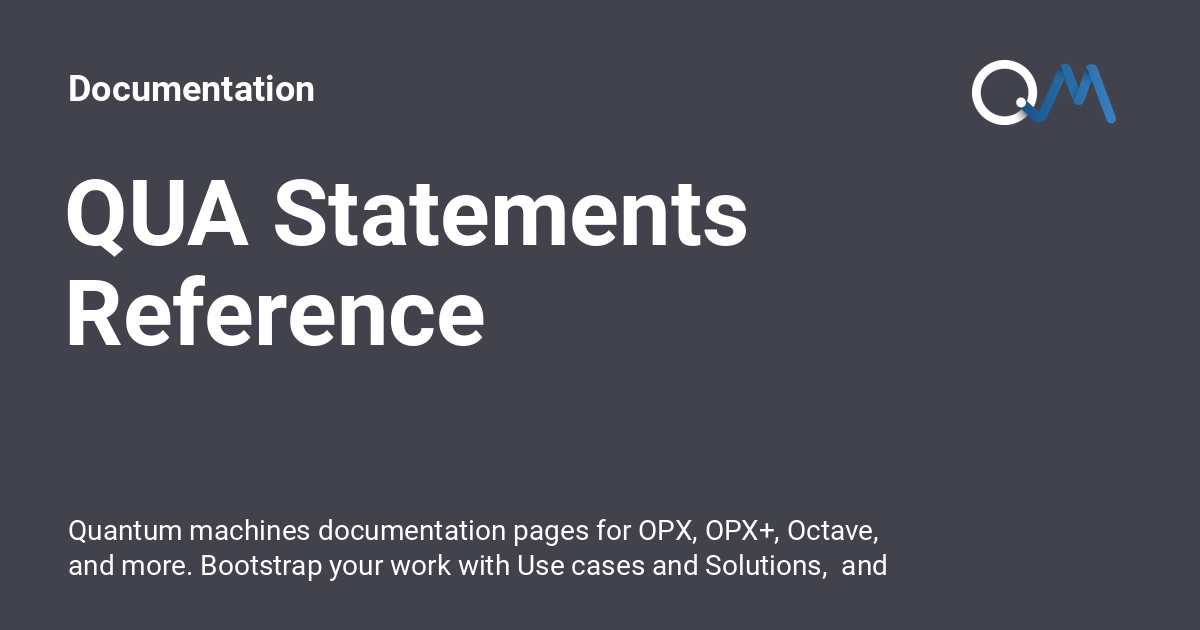 Documentation
QM
QUA Statements
Reference
Quantum machines documentation pages for OPX, OPX+, Octave,
and more. Bootstrap your work with Use cases and Solutions,  and